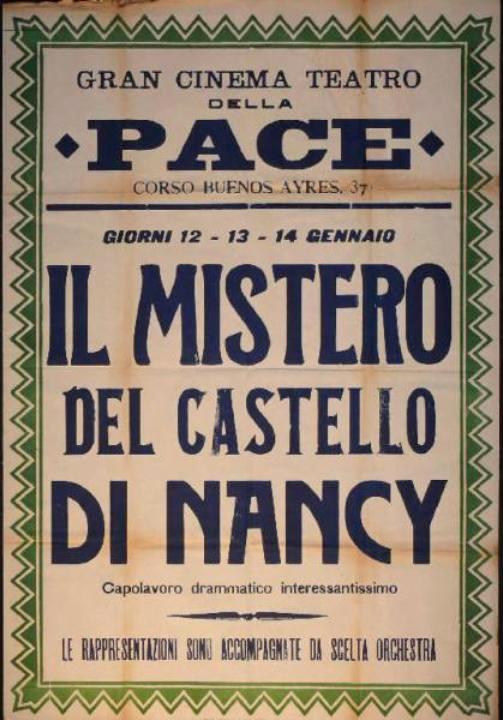 GRAN CINEMA TEATRO
DELLA
PACE
CORSO BUENOS AYRES, 37
GIORNI 12 - 13 - 14 GENNAIO
IL MISTERO
DEL CASTELLO
DI NANCY
Capolavoro drammatico interessantissimo
LE RAPPRESENTAZIONI SONO ACCOMPAGNATE DA SCELTA ORCHESTRA